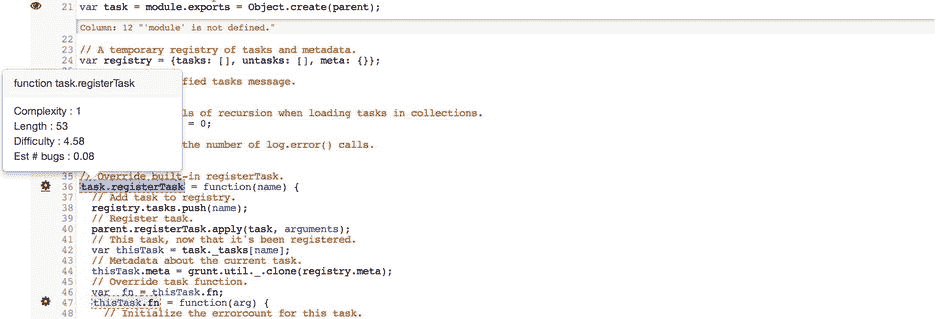 21 var task = module.exports = Object.create(parent);
Column: 12 "'module' is not defined."
22
23 // A temporary registry of tasks and metadata.
24 var registry = {tasks: [], untasks: [], meta: {}};
fied tasks message.
ls of recursion when loading tasks in collections.
= 0;
the number of log.error() calls.
function task.registerTask
Complexity : 1
Length : 53
Difficulty : 4.58
Est # bugs : 0.08
35 // Override built-in registerTask.
36 task.registerTask = function(name) {
37 // Add task to registry.
38 registry.tasks.push(name);
39 // Register task.
40 parent.registerTask.apply(task, arguments);
41 // This task, now that it's been registered.
42 var thisTask = task._tasks[name];
43 // Metadata about the current task.
44 thisTask.meta = grunt.util._.clone(registry.meta);
45 // Override task function.
46 var _fn = thisTask.fn;
47 thisTask.fn = function(arg) {
48 // Initialize the errorcount for this task.